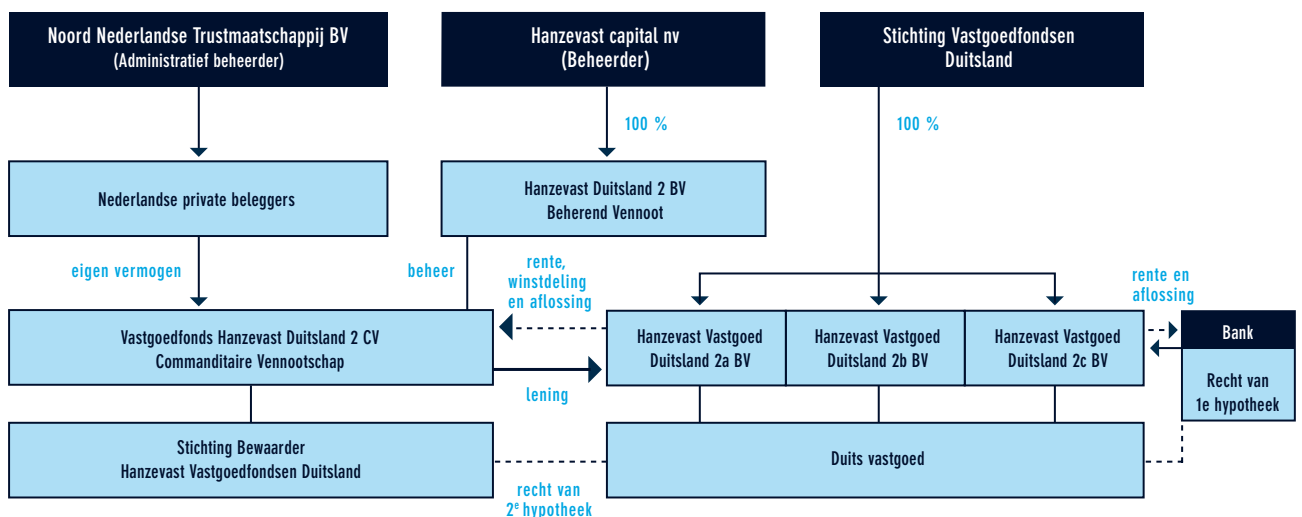 Noord Nederlandse Trustmaatschappij BV
(Administratief beheerder)
Hanzevast capital nv
(Beheerder)
Stichting Vastgoedfondsen
Duitsland
100 %
100 %
Nederlandse private beleggers
Hanzevast Duitsland 2 BV
Beherend Vennoot
eigen vermogen
beheer
rente,
winstdeling
en aflossing
rente en
aflossing
Vastgoedfonds Hanzevast Duitsland 2 CV
Commanditaire Vennootschap
Hanzevast Vastgoed
Duitsland 2a BV
Hanzevast Vastgoed
Duitsland 2b BV
Hanzevast Vastgoed
Duitsland 2c BV
Bank
Recht van
1e hypotheek
lening
Stichting Bewaarder
Hanzevast Vastgoedfondsen Duitsland
Duits vastgoed
recht van
2e hypotheek